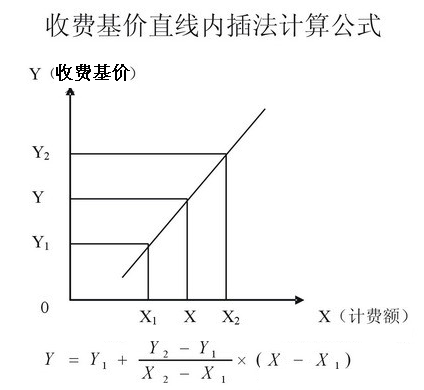 收费基价直线内插法计算公式
Y（收费基价）
Y₂
Y
Y₁
0
X₁ X X₂ X（计费额）
Y = Y₁ + (Y₂ − Y₁)/(X₂ − X₁) × (X − X₁)